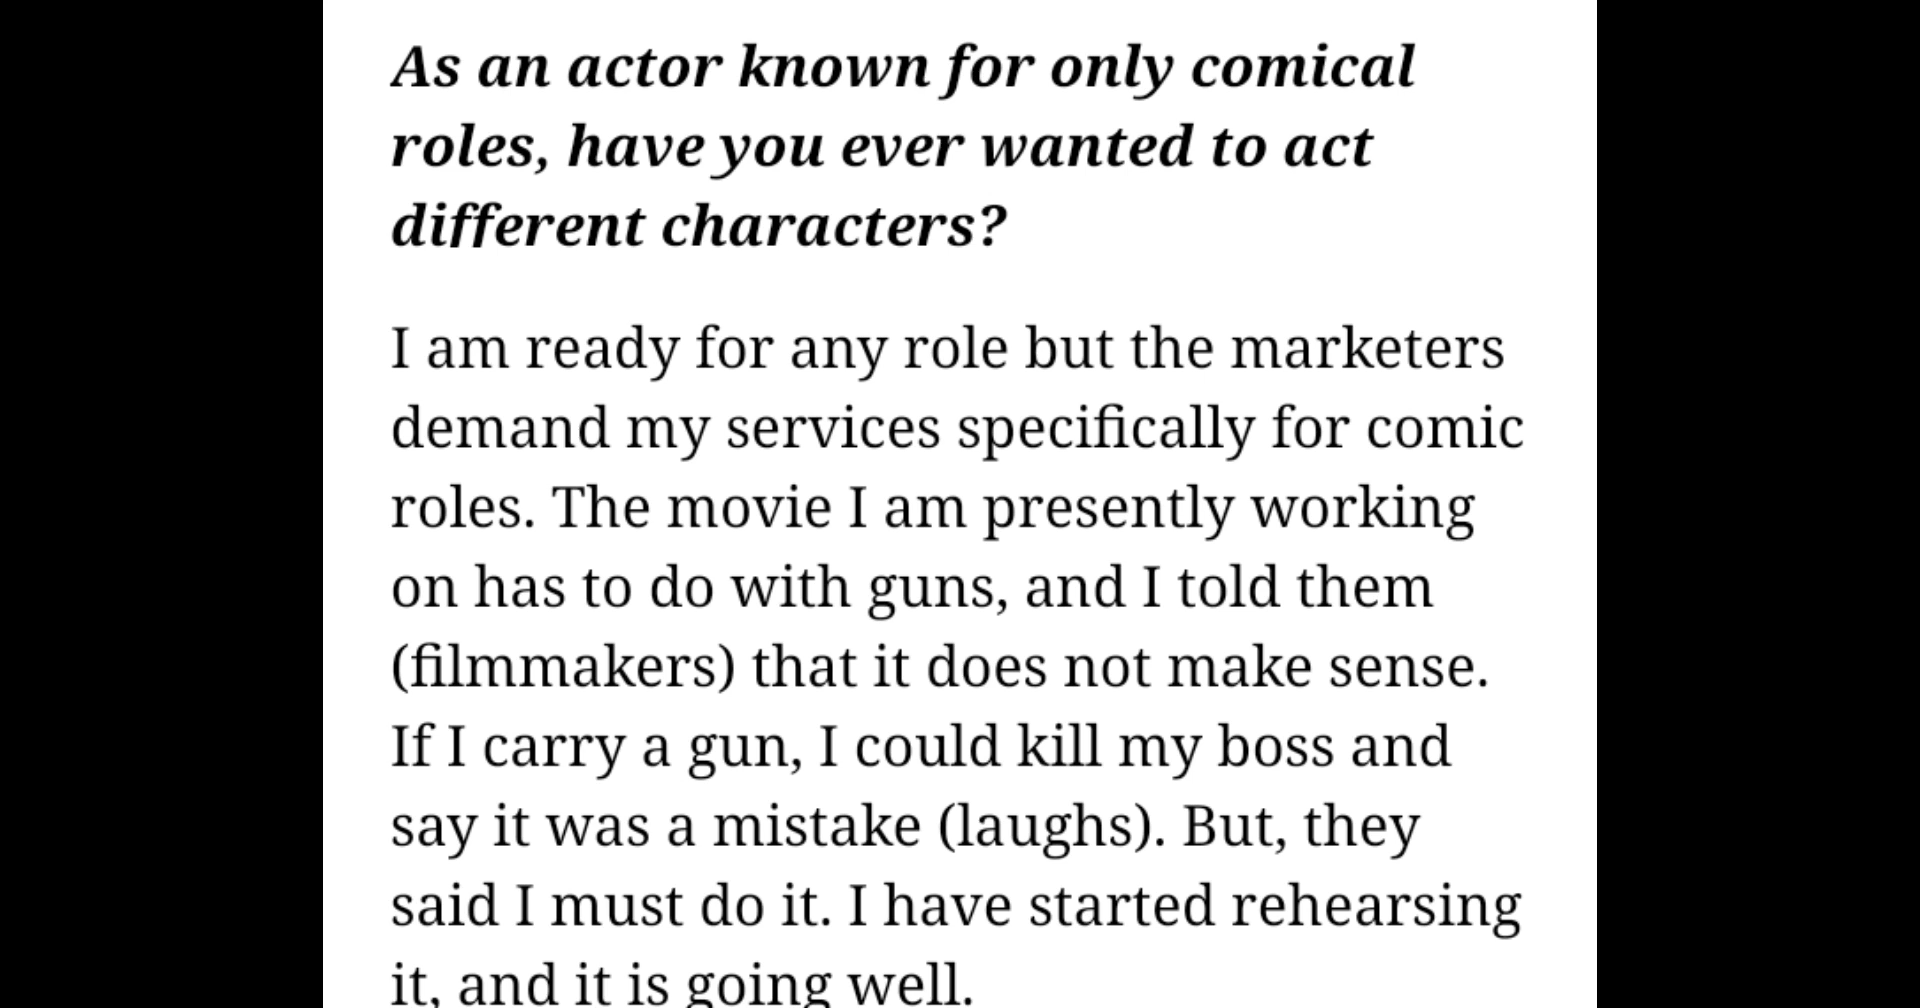 As an actor known for only comical
roles, have you ever wanted to act
different characters?
I am ready for any role but the marketers
demand my services specifically for comic
roles. The movie I am presently working
on has to do with guns, and I told them
(filmmakers) that it does not make sense.
If I carry a gun, I could kill my boss and
say it was a mistake (laughs). But, they
said I must do it. I have started rehearsing
it, and it is going well.